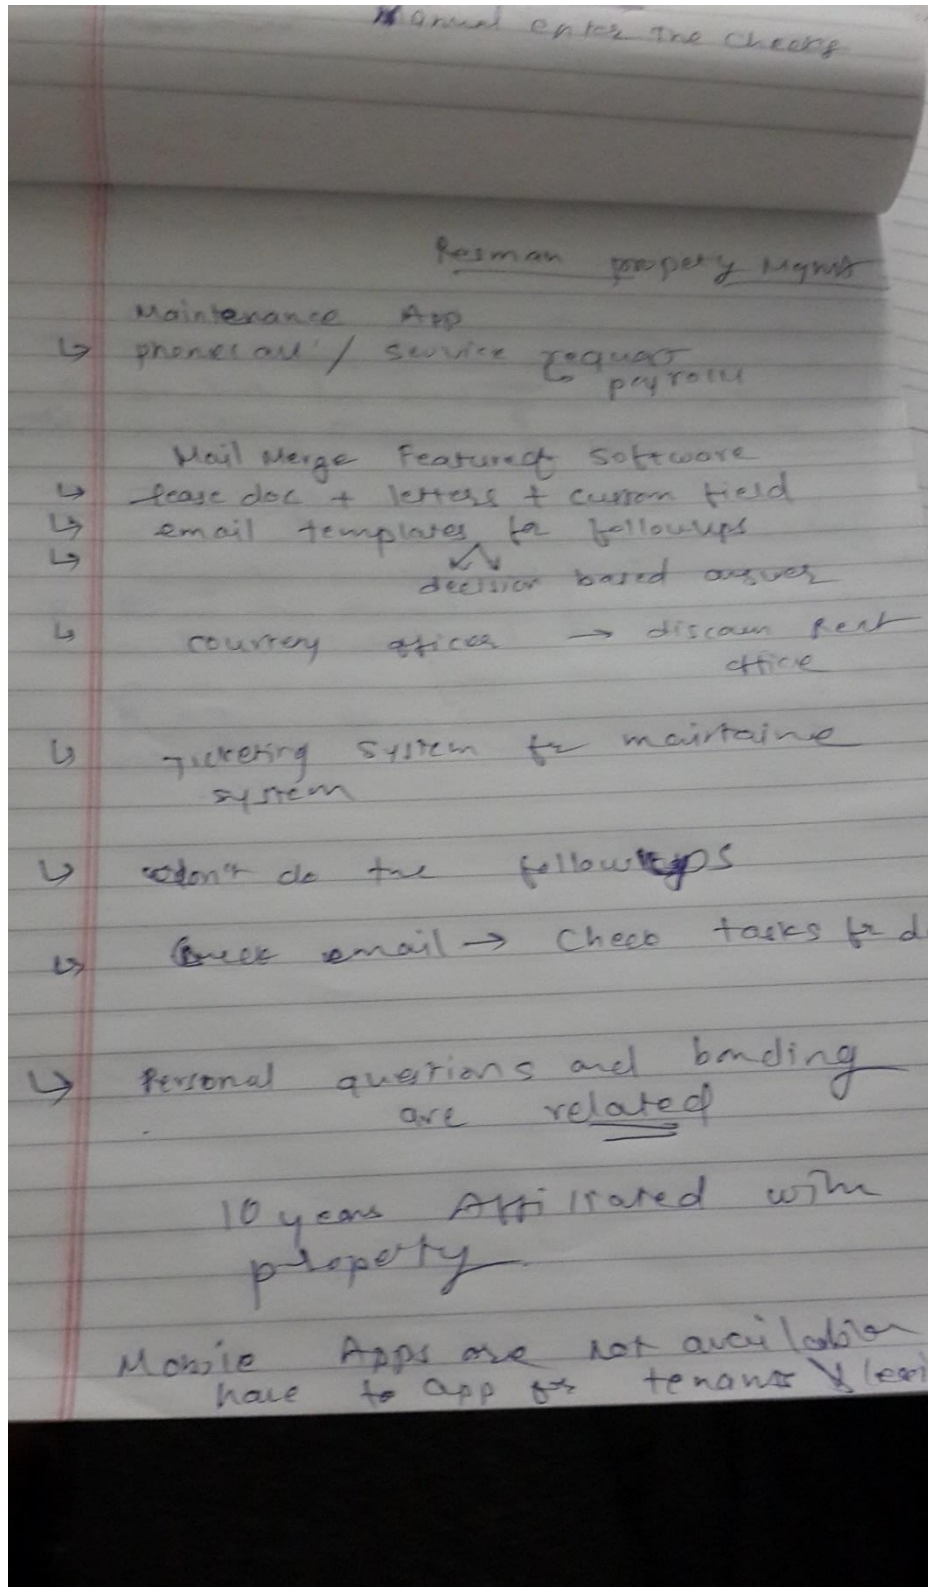 Manual enter the checks
Resman property Mgmt
Maintenance App
↳ phone call / service request
↳ payroll
Mail Merge Feature of Software
↳ lease doc + letters + custom field
↳ email templates for followups
↳
decision based answer
↳ courtesy officer → discoun Rent
office
↳ Ticketing system for maintaine
system
↳ don't do the followups
↳ email → Check tasks for d
↳ Personal questions and bonding
are related
10 years Affiliated with
property
Mobile Apps are not available
have to app for tenants &